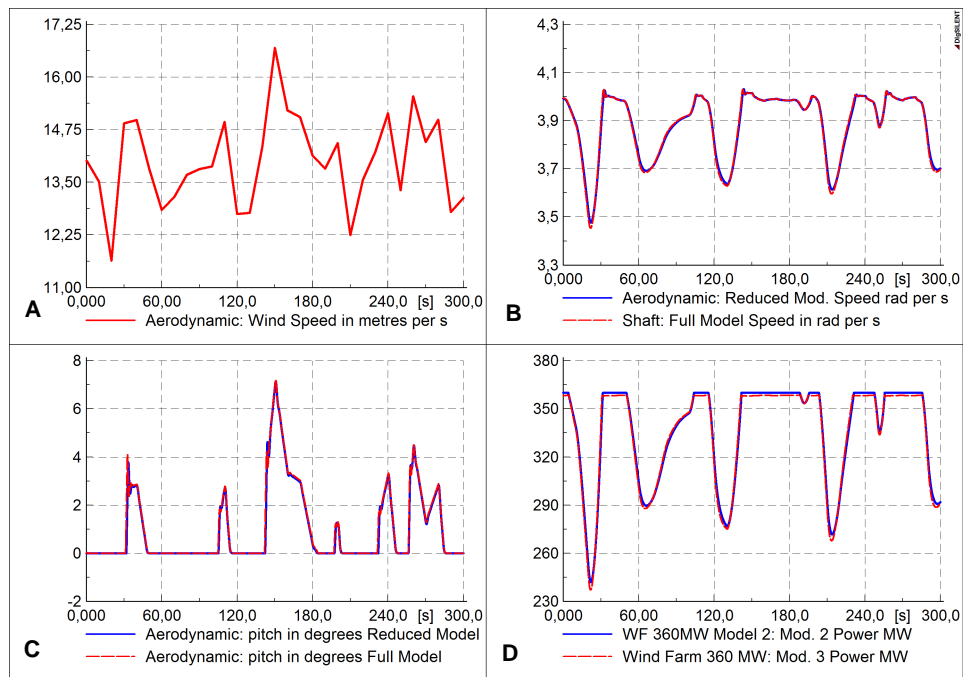 17,25
16,00
14,75
13,50
12,25
11,00
0,000 60,00 120,0 180,0 240,0 [s] 300,0
A
Aerodynamic: Wind Speed in metres per s
4,3
4,1
3,9
3,7
3,5
3,3
0,000 60,00 120,0 180,0 240,0 [s] 300,0
B
Aerodynamic: Reduced Mod. Speed rad per s
Shaft: Full Model Speed in rad per s
DIgSILENT
8
6
4
2
0
-2
0,000 60,00 120,0 180,0 240,0 [s] 300,0
C
Aerodynamic: pitch in degrees Reduced Model
Aerodynamic: pitch in degrees Full Model
380
350
320
290
260
230
0,000 60,00 120,0 180,0 240,0 [s] 300,0
D
WF 360MW Model 2: Mod. 2 Power MW
Wind Farm 360 MW: Mod. 3 Power MW